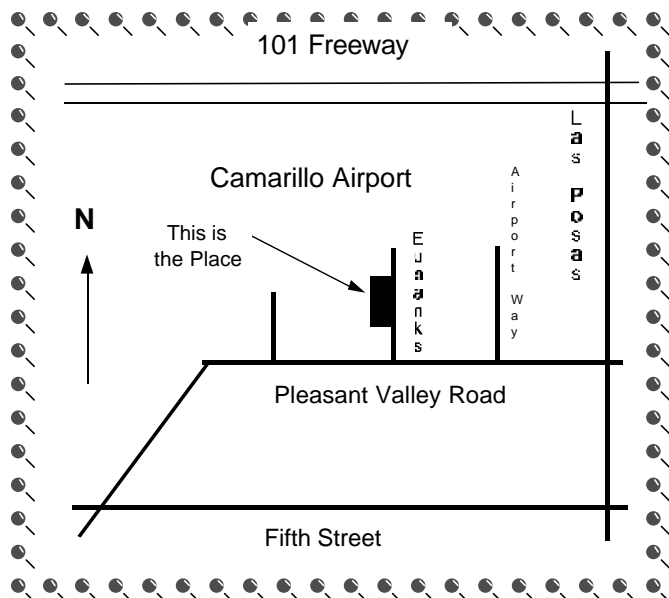 101 Freeway
Las Posas
Camarillo Airport
Airport Way
N
This is
the Place
Eubanks
Pleasant Valley Road
Fifth Street